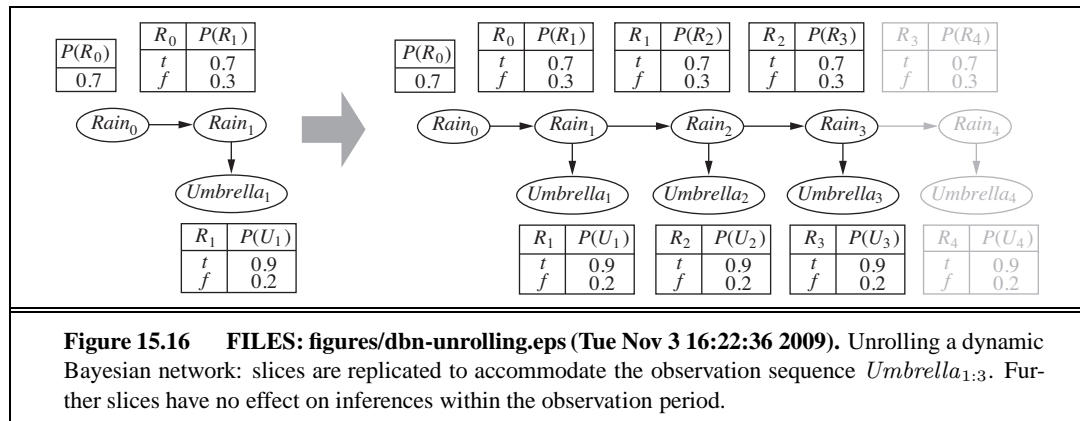 P(R0)
0.7
R0 P(R1)
t 0.7
f 0.3
Rain0 Rain1
Umbrella1
R1 P(U1)
t 0.9
f 0.2
P(R0)
0.7
R0 P(R1)
t 0.7
f 0.3
R1 P(R2)
t 0.7
f 0.3
R2 P(R3)
t 0.7
f 0.3
R3 P(R4)
t 0.7
f 0.3
Rain0 Rain1 Rain2 Rain3 Rain4
Umbrella1 Umbrella2 Umbrella3 Umbrella4
R1 P(U1)
t 0.9
f 0.2
R2 P(U2)
t 0.9
f 0.2
R3 P(U3)
t 0.9
f 0.2
R4 P(U4)
t 0.9
f 0.2
Figure 15.16 FILES: figures/dbn-unrolling.eps (Tue Nov 3 16:22:36 2009). Unrolling a dynamic
Bayesian network: slices are replicated to accommodate the observation sequence Umbrella1:3. Fur-
ther slices have no effect on inferences within the observation period.